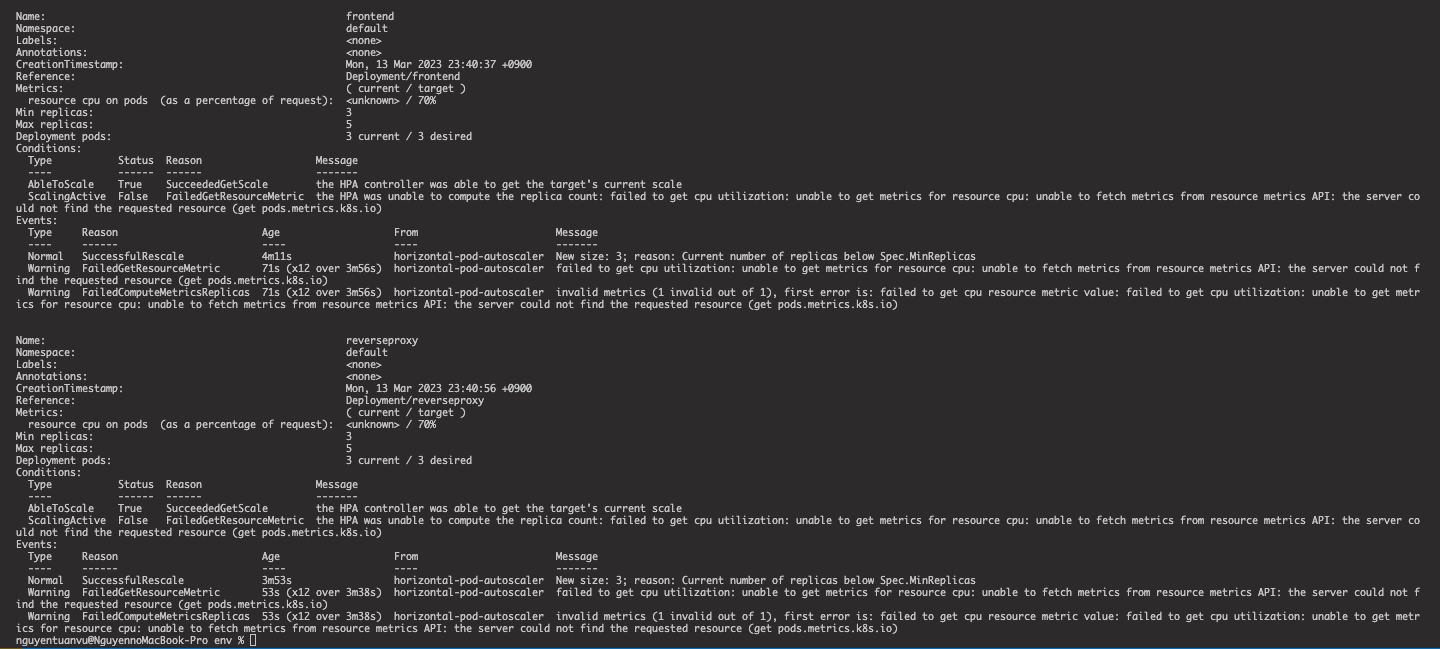 Name:                                                  frontend
Namespace:                                             default
Labels:                                                <none>
Annotations:                                           <none>
CreationTimestamp:                                     Mon, 13 Mar 2023 23:40:37 +0900
Reference:                                             Deployment/frontend
Metrics:                                               ( current / target )
  resource cpu on pods  (as a percentage of request):  <unknown> / 70%
Min replicas:                                          3
Max replicas:                                          5
Deployment pods:                                       3 current / 3 desired
Conditions:
  Type           Status  Reason                   Message
  ----           ------  ------                   -------
  AbleToScale    True    SucceededGetScale        the HPA controller was able to get the target's current scale
  ScalingActive  False   FailedGetResourceMetric  the HPA was unable to compute the replica count: failed to get cpu utilization: unable to get metrics for resource cpu: unable to fetch metrics from resource metrics API: the server co
uld not find the requested resource (get pods.metrics.k8s.io)
Events:
  Type     Reason                        Age                   From                       Message
  ----     ------                        ----                  ----                       -------
  Normal   SuccessfulRescale             4m11s                 horizontal-pod-autoscaler  New size: 3; reason: Current number of replicas below Spec.MinReplicas
  Warning  FailedGetResourceMetric       71s (x12 over 3m56s)  horizontal-pod-autoscaler  failed to get cpu utilization: unable to get metrics for resource cpu: unable to fetch metrics from resource metrics API: the server could not f
ind the requested resource (get pods.metrics.k8s.io)
  Warning  FailedComputeMetricsReplicas  71s (x12 over 3m56s)  horizontal-pod-autoscaler  invalid metrics (1 invalid out of 1), first error is: failed to get cpu resource metric value: failed to get cpu utilization: unable to get metr
ics for resource cpu: unable to fetch metrics from resource metrics API: the server could not find the requested resource (get pods.metrics.k8s.io)
Name:                                                  reverseproxy
Namespace:                                             default
Labels:                                                <none>
Annotations:                                           <none>
CreationTimestamp:                                     Mon, 13 Mar 2023 23:40:56 +0900
Reference:                                             Deployment/reverseproxy
Metrics:                                               ( current / target )
  resource cpu on pods  (as a percentage of request):  <unknown> / 70%
Min replicas:                                          3
Max replicas:                                          5
Deployment pods:                                       3 current / 3 desired
Conditions:
  Type           Status  Reason                   Message
  ----           ------  ------                   -------
  AbleToScale    True    SucceededGetScale        the HPA controller was able to get the target's current scale
  ScalingActive  False   FailedGetResourceMetric  the HPA was unable to compute the replica count: failed to get cpu utilization: unable to get metrics for resource cpu: unable to fetch metrics from resource metrics API: the server co
uld not find the requested resource (get pods.metrics.k8s.io)
Events:
  Type     Reason                        Age                   From                       Message
  ----     ------                        ----                  ----                       -------
  Normal   SuccessfulRescale             3m53s                 horizontal-pod-autoscaler  New size: 3; reason: Current number of replicas below Spec.MinReplicas
  Warning  FailedGetResourceMetric       53s (x12 over 3m38s)  horizontal-pod-autoscaler  failed to get cpu utilization: unable to get metrics for resource cpu: unable to fetch metrics from resource metrics API: the server could not f
ind the requested resource (get pods.metrics.k8s.io)
  Warning  FailedComputeMetricsReplicas  53s (x12 over 3m38s)  horizontal-pod-autoscaler  invalid metrics (1 invalid out of 1), first error is: failed to get cpu resource metric value: failed to get cpu utilization: unable to get metr
ics for resource cpu: unable to fetch metrics from resource metrics API: the server could not find the requested resource (get pods.metrics.k8s.io)
nguyentuanvu@NguyennoMacBook-Pro env %